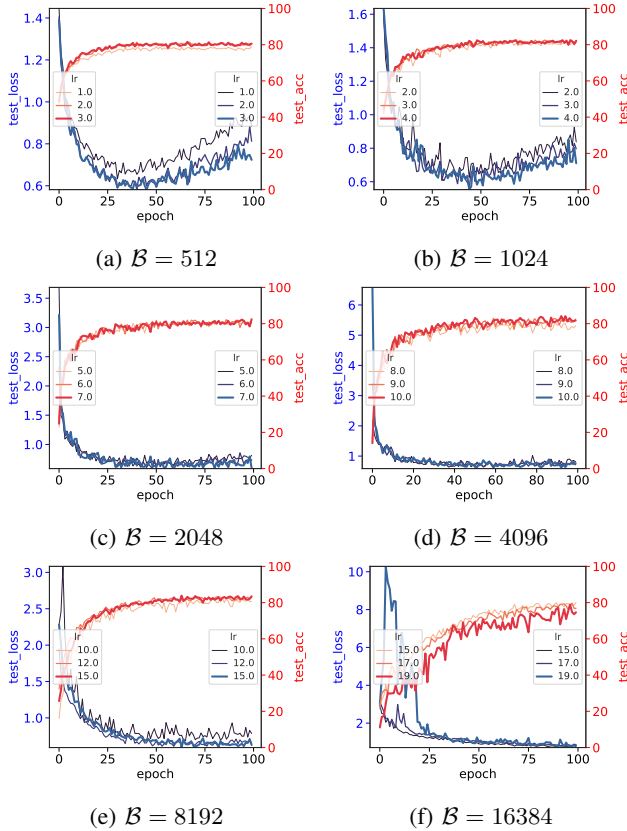 1.4
1.2
1.0
0.8
0.6
test_loss
lr
1.0
2.0
3.0
lr
1.0
2.0
3.0
100
80
60
40
20
0
test_acc
0 25 50 75 100
epoch
(a) B = 512
1.6
1.4
1.2
1.0
0.8
0.6
test_loss
lr
2.0
3.0
4.0
lr
2.0
3.0
4.0
100
80
60
40
20
0
test_acc
0 25 50 75 100
epoch
(b) B = 1024
3.5
3.0
2.5
2.0
1.5
1.0
test_loss
lr
5.0
6.0
7.0
lr
5.0
6.0
7.0
100
80
60
40
20
0
test_acc
0 25 50 75 100
epoch
(c) B = 2048
6
5
4
3
2
1
test_loss
lr
8.0
9.0
10.0
lr
8.0
9.0
10.0
100
80
60
40
20
0
test_acc
0 25 50 75 100
epoch
(d) B = 4096
3.0
2.5
2.0
1.5
1.0
test_loss
lr
10.0
12.0
15.0
lr
10.0
12.0
15.0
100
80
60
40
20
0
test_acc
0 25 50 75 100
epoch
(e) B = 8192
10
8
6
4
2
test_loss
lr
15.0
17.0
19.0
lr
15.0
17.0
19.0
100
80
60
40
20
0
test_acc
0 25 50 75 100
epoch
(f) B = 16384